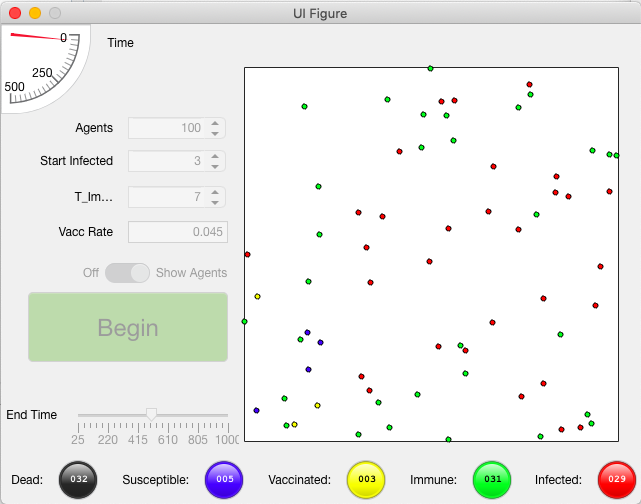 UI Figure
0
Time
250
500
Agents 100
Start Infected 3
T_Im... 7
Vacc Rate 0.045
Off Show Agents
Begin
End Time
25 220 415 610 805 1000
Dead: 032 Susceptible: 005 Vaccinated: 003 Immune: 031 Infected: 029